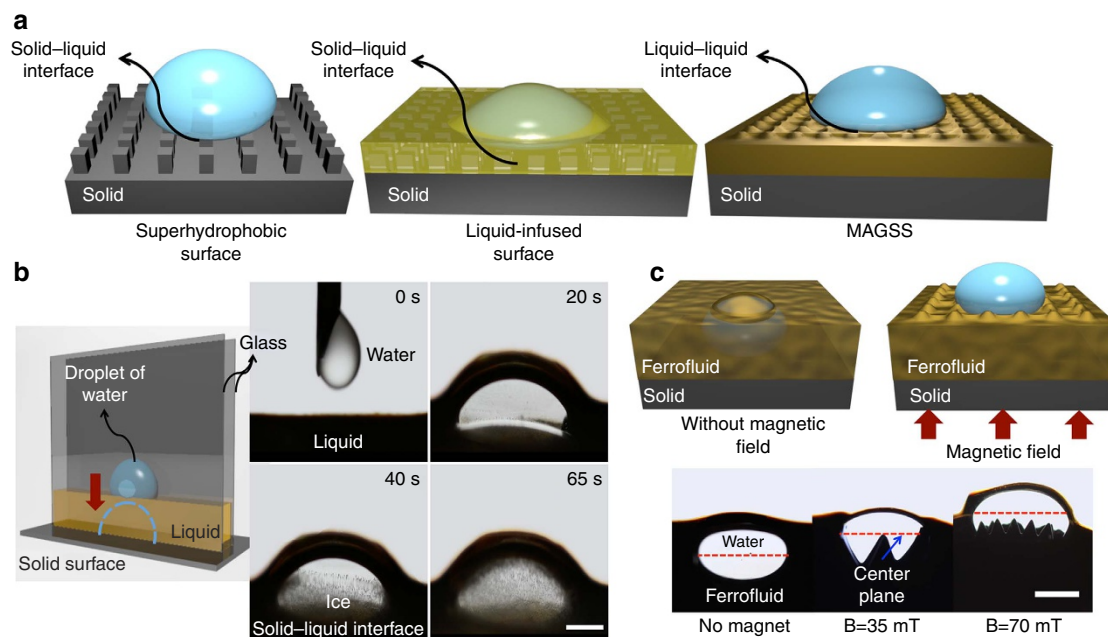 a
Solid–liquid
interface
Solid
Superhydrophobic
surface
Solid–liquid
interface
Solid
Liquid-infused
surface
Liquid–liquid
interface
Solid
MAGSS
b
Droplet of
water
Glass
Liquid
Solid surface
0 s
Water
Liquid
20 s
40 s
Ice
Solid–liquid interface
65 s
c
Ferrofluid
Solid
Without magnetic
field
Ferrofluid
Solid
Magnetic field
Water
Ferrofluid
No magnet
Center
plane
B=35 mT
B=70 mT